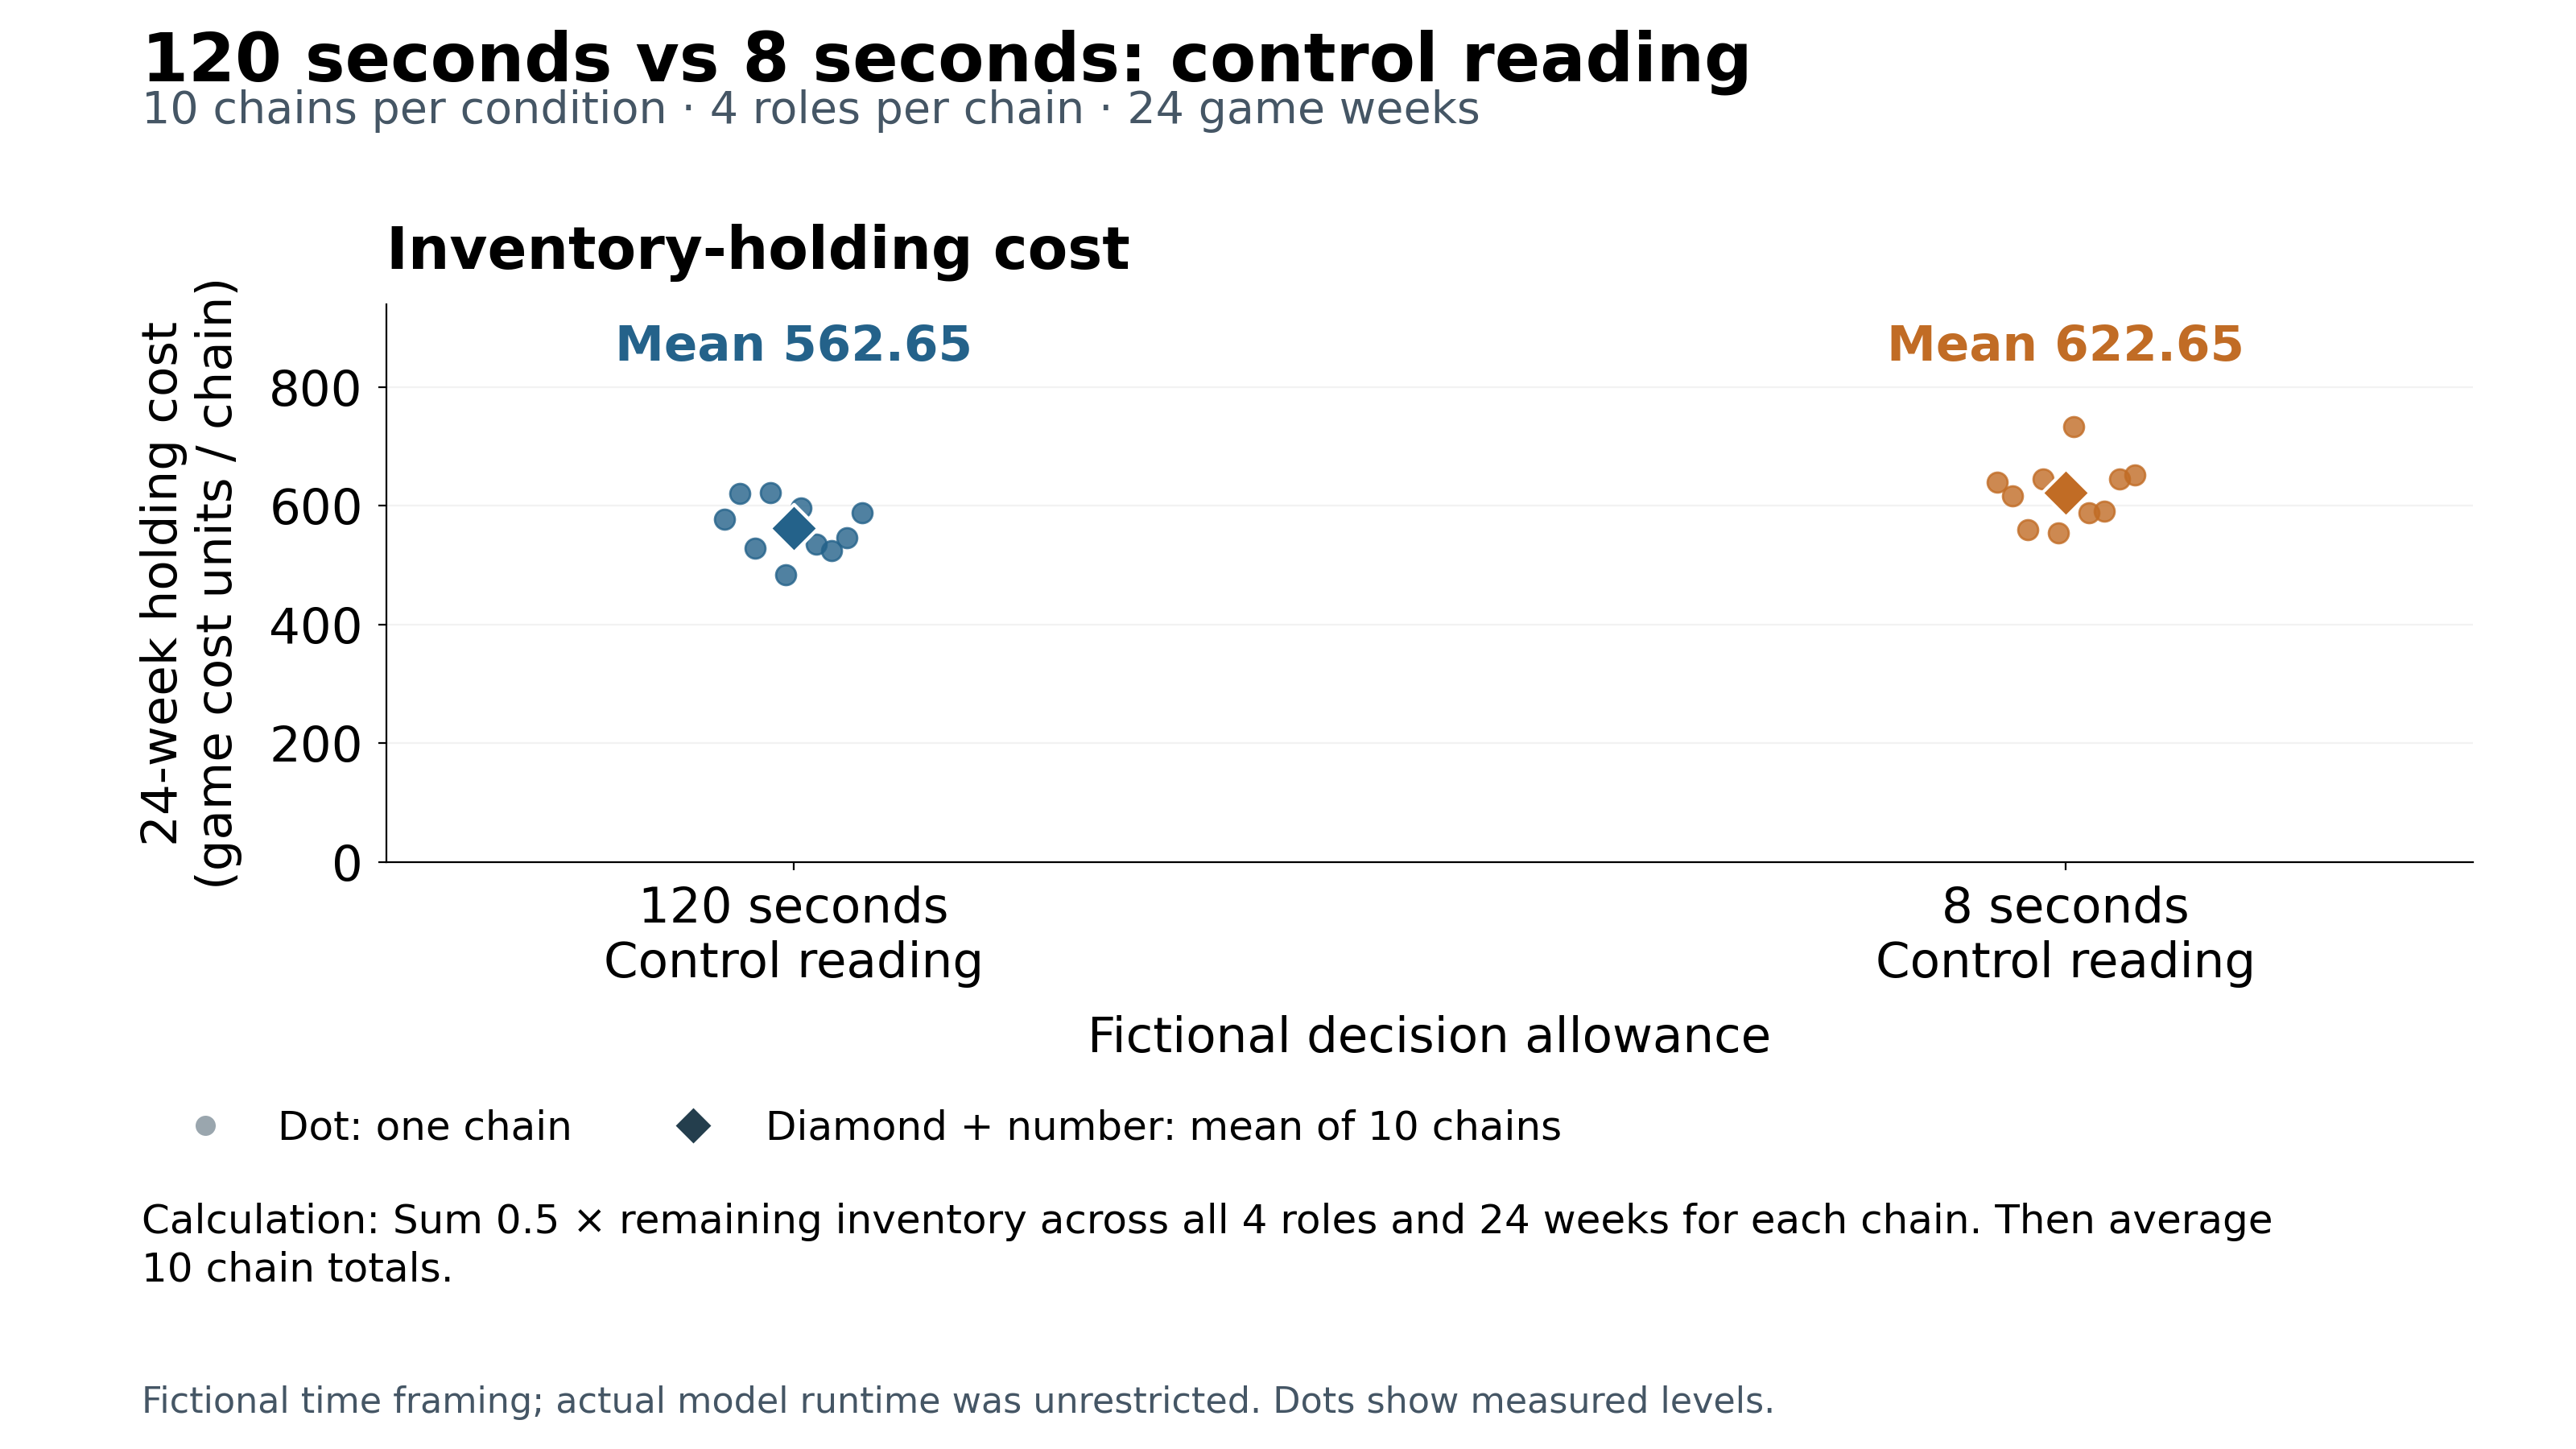 120 seconds vs 8 seconds: control reading
10 chains per condition · 4 roles per chain · 24 game weeks
Inventory-holding cost
24-week holding cost
(game cost units / chain)
Mean 562.65
Mean 622.65
800
600
400
200
0
120 seconds
Control reading
8 seconds
Control reading
Fictional decision allowance
Dot: one chain
Diamond + number: mean of 10 chains
Calculation: Sum 0.5 × remaining inventory across all 4 roles and 24 weeks for each chain. Then average
10 chain totals.
Fictional time framing; actual model runtime was unrestricted. Dots show measured levels.